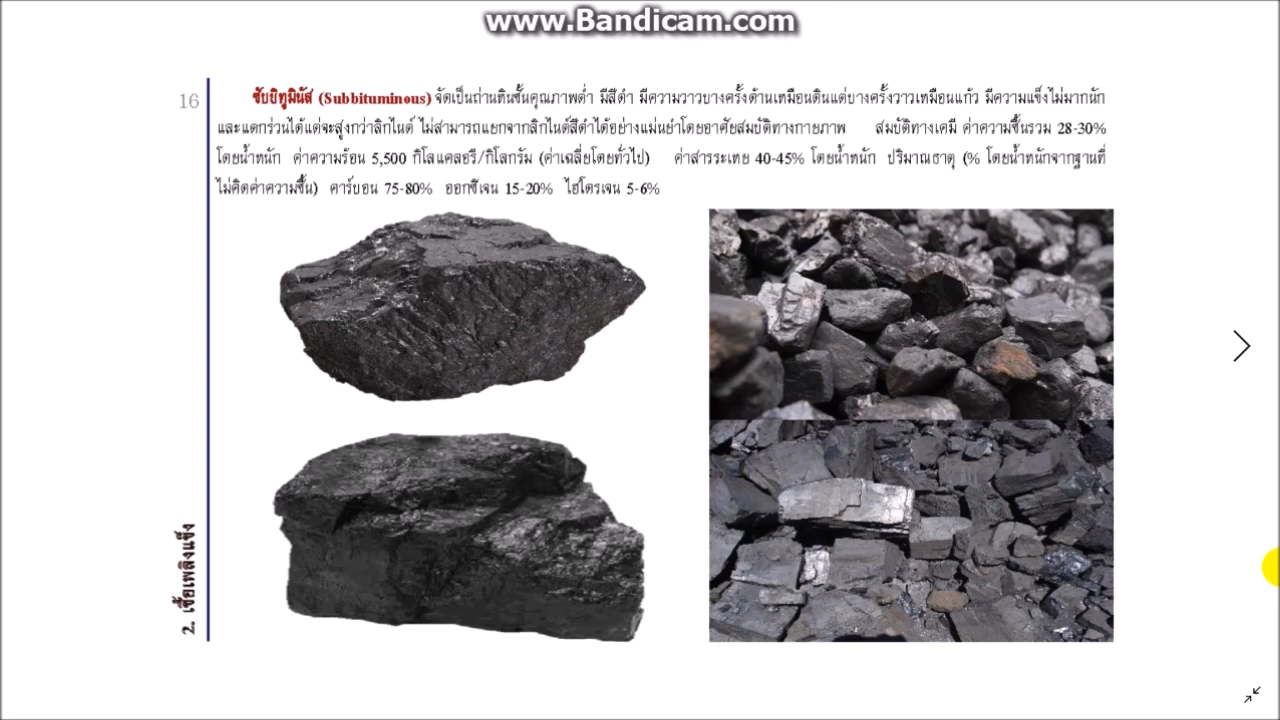 www.Bandicam.com
16
ซับบิทูมินัส (Subbituminous) จัดเป็นถ่านหินชั้นคุณภาพต่ำ มีสีดำ มีความวาวบางครั้งด้านเหมือนดินแต่บางครั้งวาวเหมือนแก้ว มีความแข็งไม่มากนัก
และแตกร่วนได้แต่จะสูงกว่าลิกไนต์ ไม่สามารถแยกจากลิกไนต์สีดำได้อย่างแม่นยำโดยอาศัยสมบัติทางกายภาพ สมบัติทางเคมี ค่าความชื้นรวม 28-30%
โดยน้ำหนัก ค่าความร้อน 5,500 กิโลแคลอรี/กิโลกรัม (ค่าเฉลี่ยโดยทั่วไป) ค่าสารระเหย 40-45% โดยน้ำหนัก ปริมาณธาตุ (% โดยน้ำหนักจากฐานที่
ไม่คิดค่าความชื้น) คาร์บอน 75-80% ออกซิเจน 15-20% ไฮโดรเจน 5-6%
2. เชื้อเพลิงแข็ง